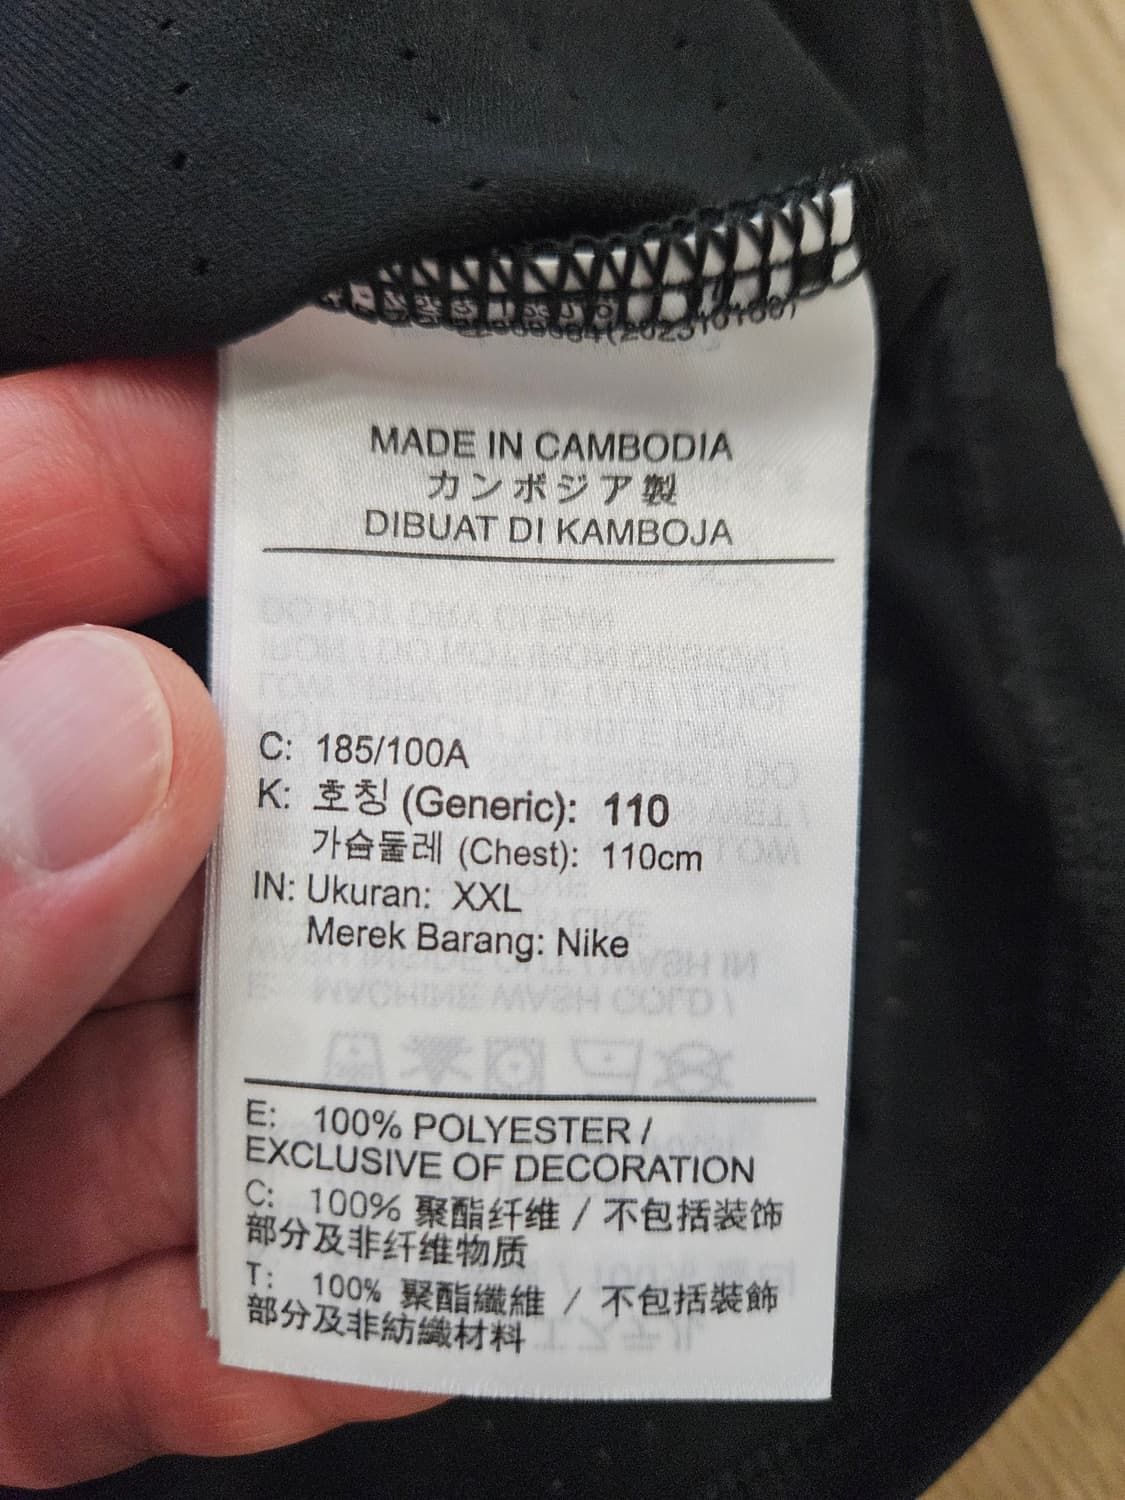 MADE IN CAMBODIA
カンボジア製
DIBUAT DI KAMBOJA
C: 185/100A
K: 호칭 (Generic): 110
가슴둘레 (Chest): 110cm
IN: Ukuran: XXL
Merek Barang: Nike
E: 100% POLYESTER /
EXCLUSIVE OF DECORATION
C: 100% 聚酯纤维 / 不包括装饰
部分及非纤维物质
T: 100% 聚酯纖維 / 不包括裝飾
部分及非紡織材料